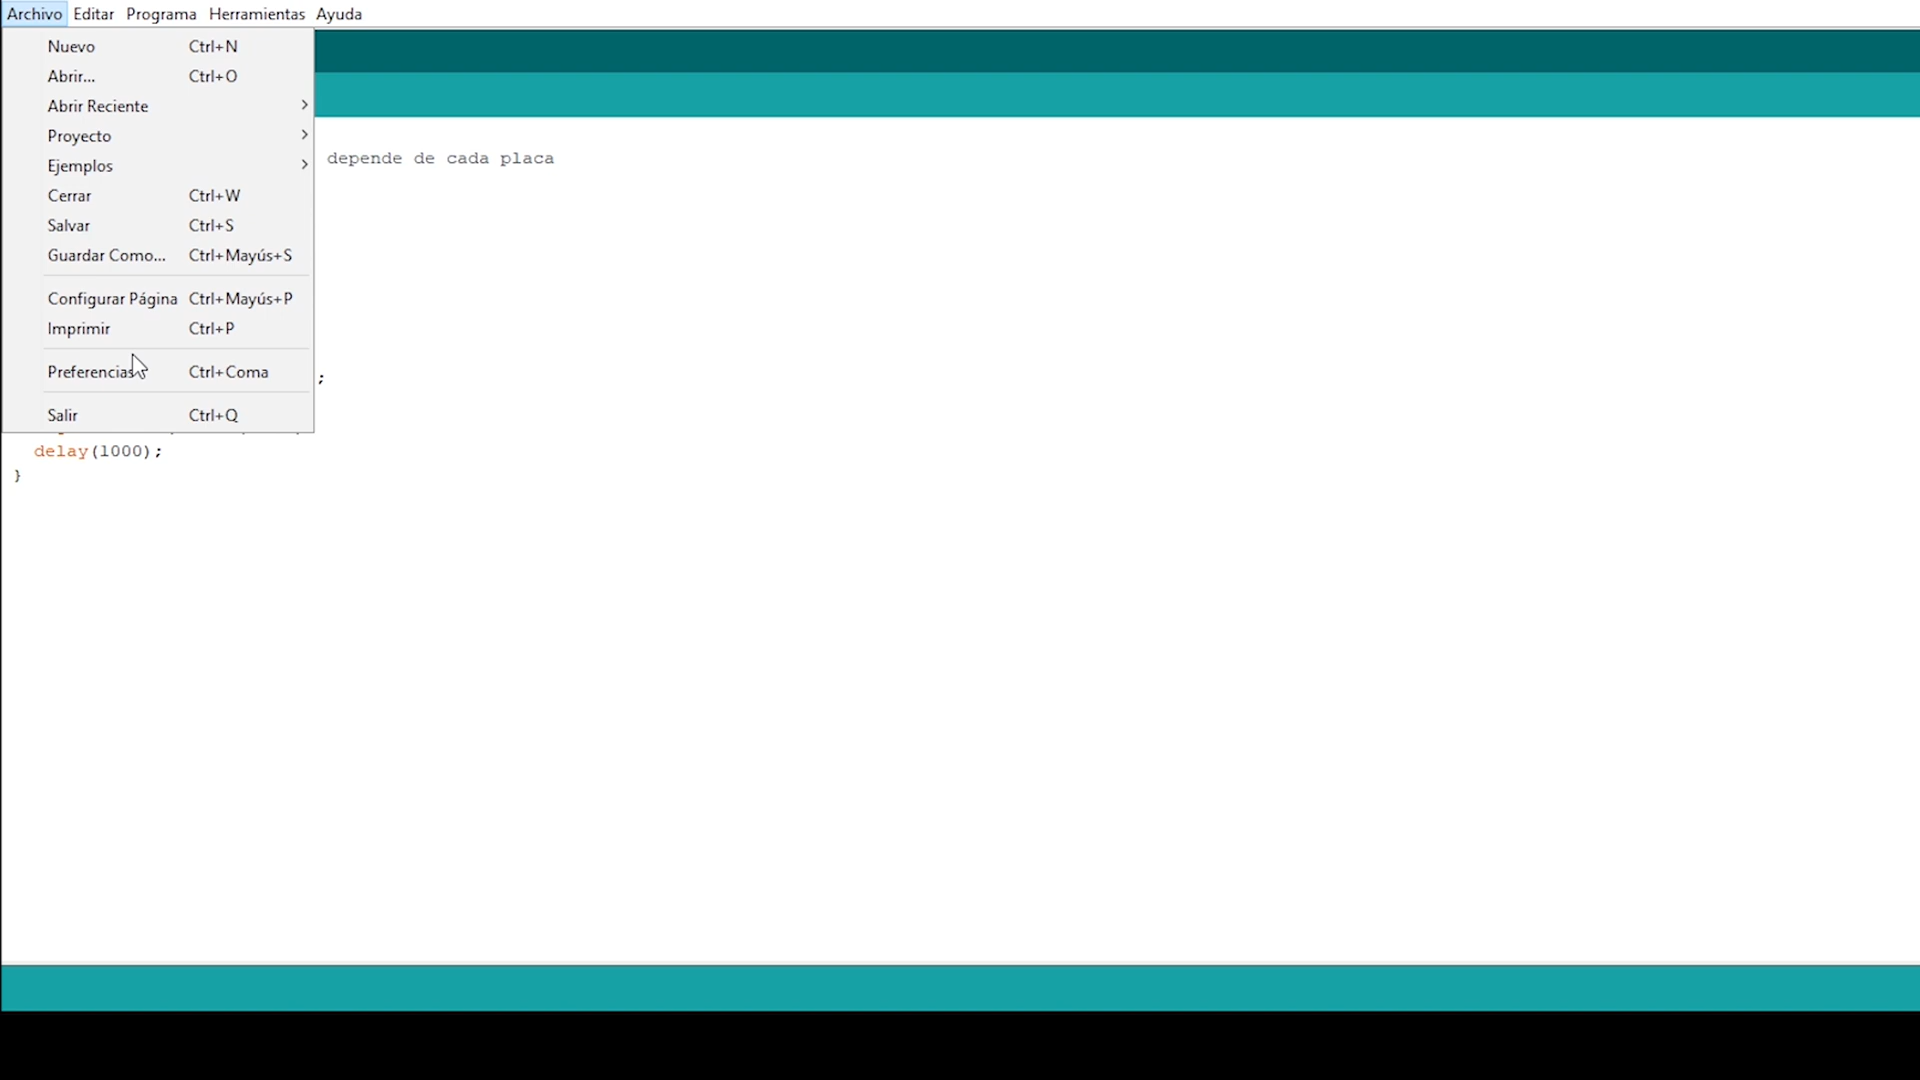 Archivo Editar Programa Herramientas Ayuda
Nuevo Ctrl+N
Abrir... Ctrl+O
Abrir Reciente
Proyecto
Ejemplos
Cerrar Ctrl+W
Salvar Ctrl+S
Guardar Como... Ctrl+Mayús+S
Configurar Página Ctrl+Mayús+P
Imprimir Ctrl+P
Preferencias Ctrl+Coma
Salir Ctrl+Q
depende de cada placa
;
delay(1000);
}